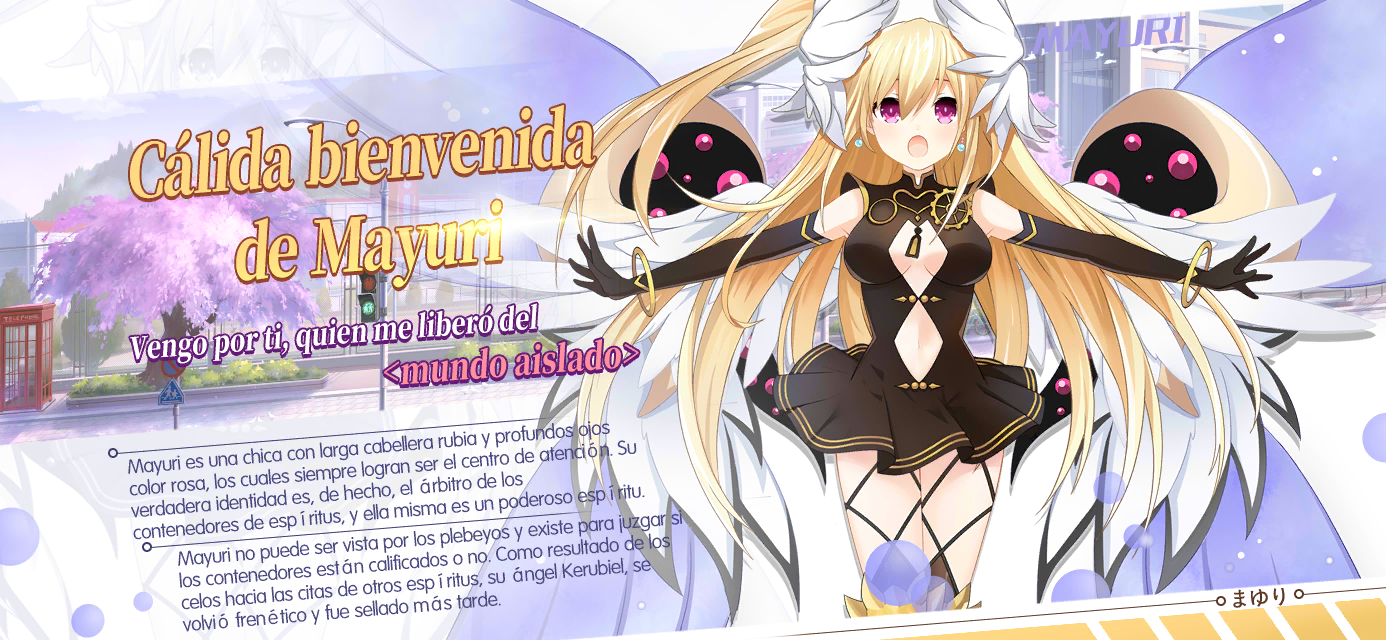 MAYURI
Cálida bienvenida
de Mayuri
Vengo por ti, quien me liberó del
<mundo aislado>
TELEPHONE
Mayuri es una chica con larga cabellera rubia y profundos ojos
color rosa, los cuales siempre logran ser el centro de atención. Su
verdadera identidad es, de hecho, el árbitro de los
contenedores de espíritus, y ella misma es un poderoso espíritu.
Mayuri no puede ser vista por los plebeyos y existe para juzgar si
los contenedores están calificados o no. Como resultado de los
celos hacia las citas de otros espíritus, su ángel Kerubiel, se
volvió frenético y fue sellado más tarde.
まゆり